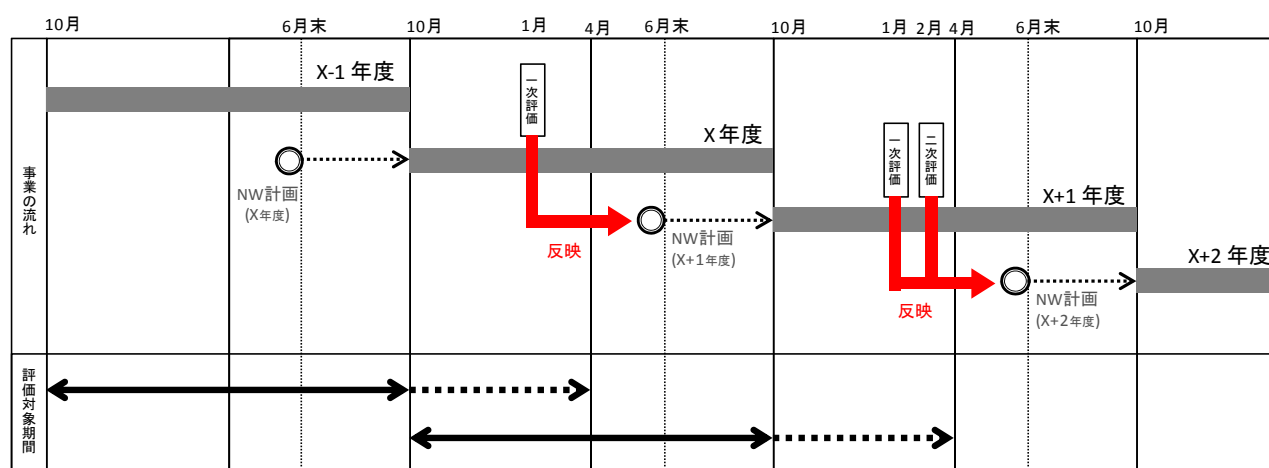 10月 6月末 10月 1月 4月 6月末 10月 1月 2月 4月 6月末 10月
事業の流れ
X-1 年度
一次評価
X 年度
NW計画
(X年度)
反映
NW計画
(X+1年度)
一次評価
二次評価
X+1 年度
反映
NW計画
(X+2年度)
X+2 年度
評価対象期間